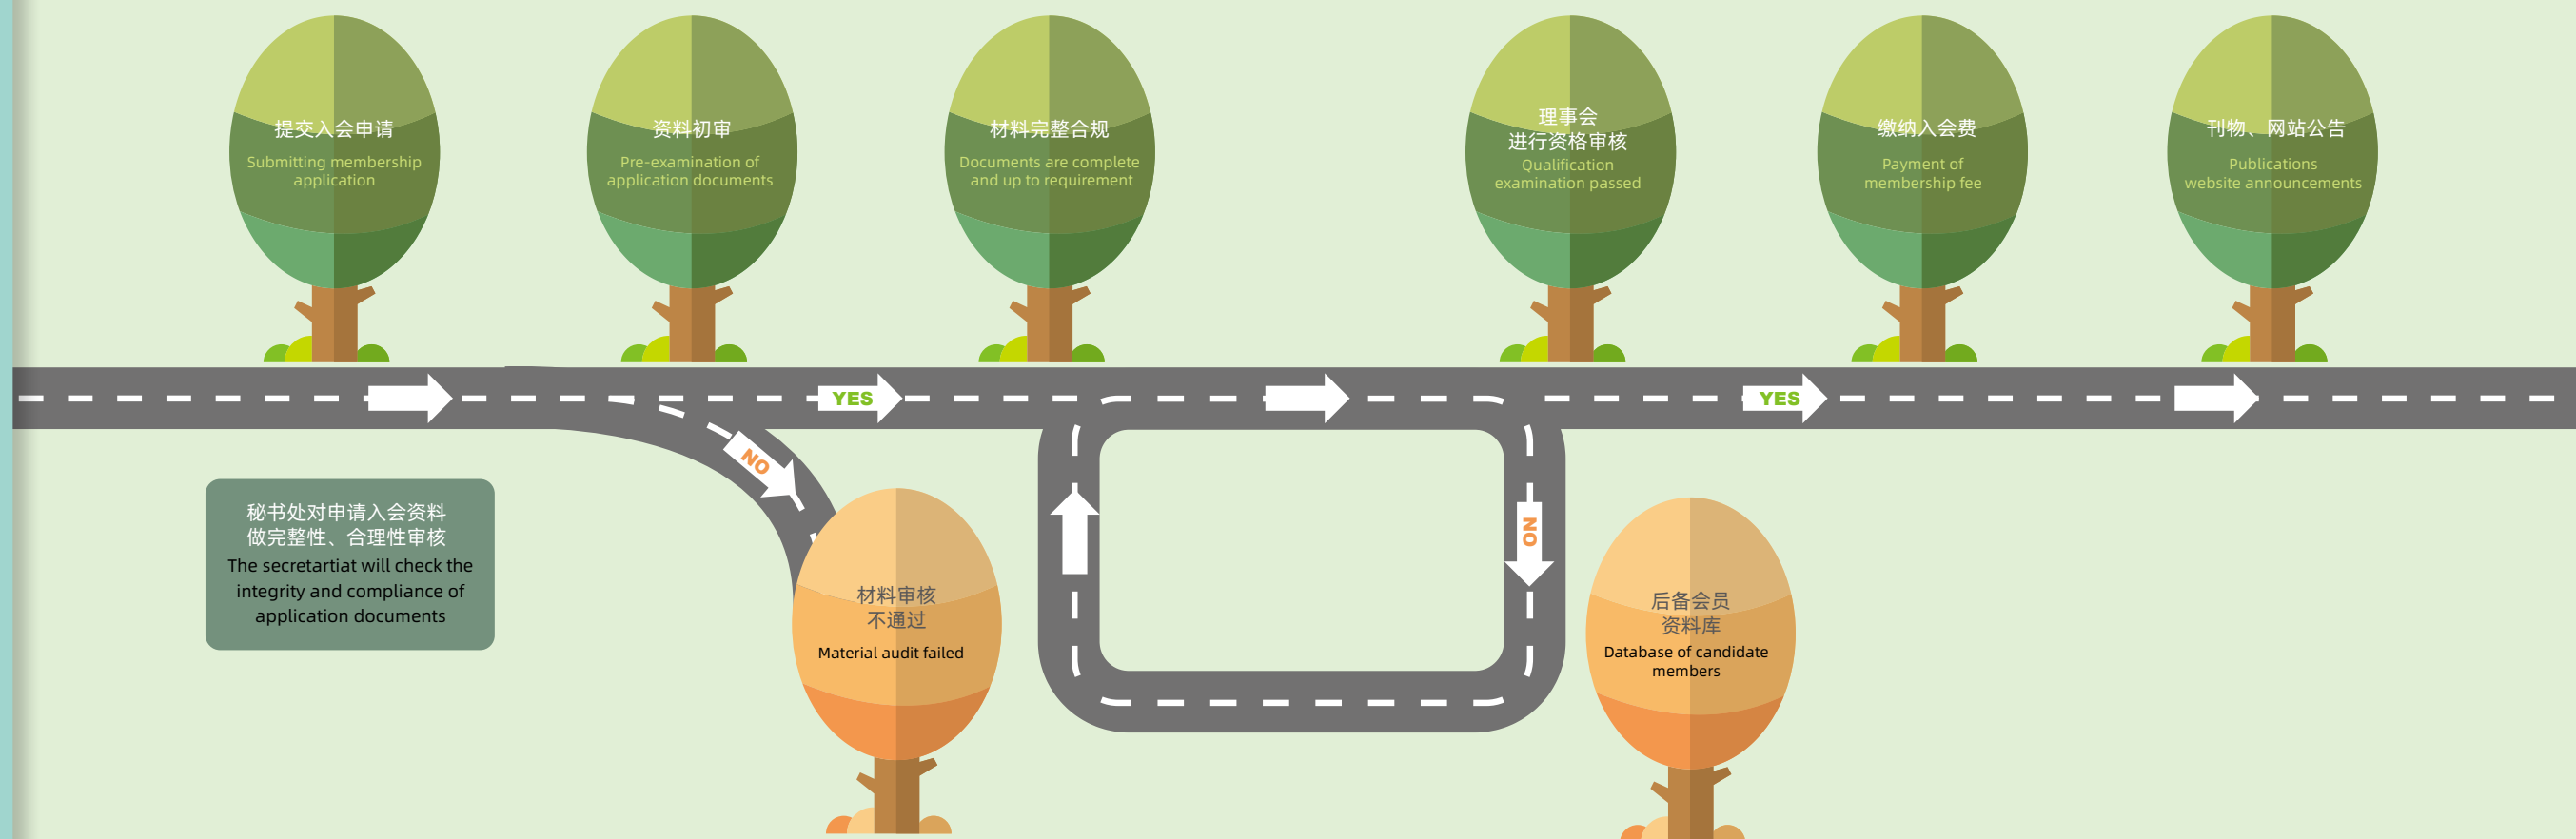 提交入会申请
Submitting membership
application
资料初审
Pre-examination of
application documents
材料完整合规
Documents are complete
and up to requirement
理事会
进行资格审核
Qualification
examination passed
缴纳入会费
Payment of
membership fee
刊物、网站公告
Publications
website announcements
YES
YES
NO
NO
秘书处对申请入会资料
做完整性、合理性审核
The secretartiat will check the
integrity and compliance of
application documents
材料审核
不通过
Material audit failed
后备会员
资料库
Database of candidate
members